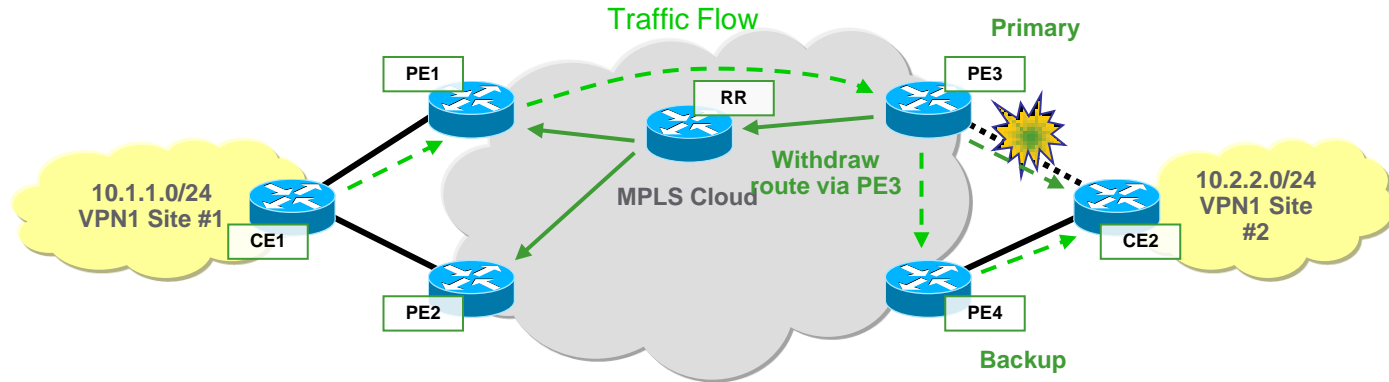 Traffic Flow
Primary
PE1
PE3
RR
Withdraw
route via PE3
MPLS Cloud
10.1.1.0/24
VPN1 Site #1
CE1
10.2.2.0/24
VPN1 Site
#2
CE2
PE2
PE4
Backup